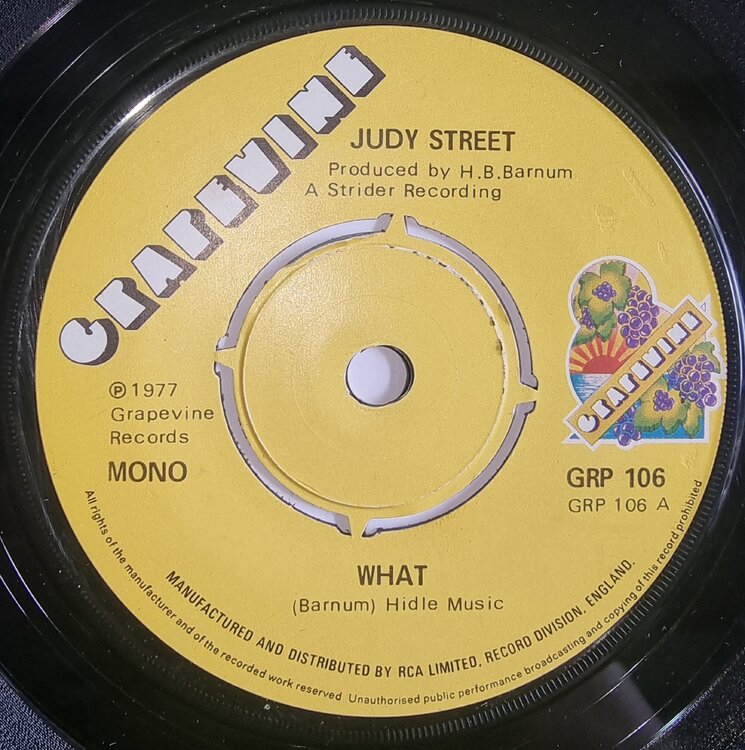 GRAPEVINE
JUDY STREET
Produced by H.B.Barnum
A Strider Recording
GRAPEVINE
℗ 1977
Grapevine
Records
MONO
GRP 106
GRP 106 A
WHAT
(Barnum) Hidle Music
MANUFACTURED AND DISTRIBUTED BY RCA LIMITED, RECORD DIVISION, ENGLAND.
All rights of the manufacturer and of the recorded work reserved Unauthorised public performance broadcasting and copying of this record prohibited